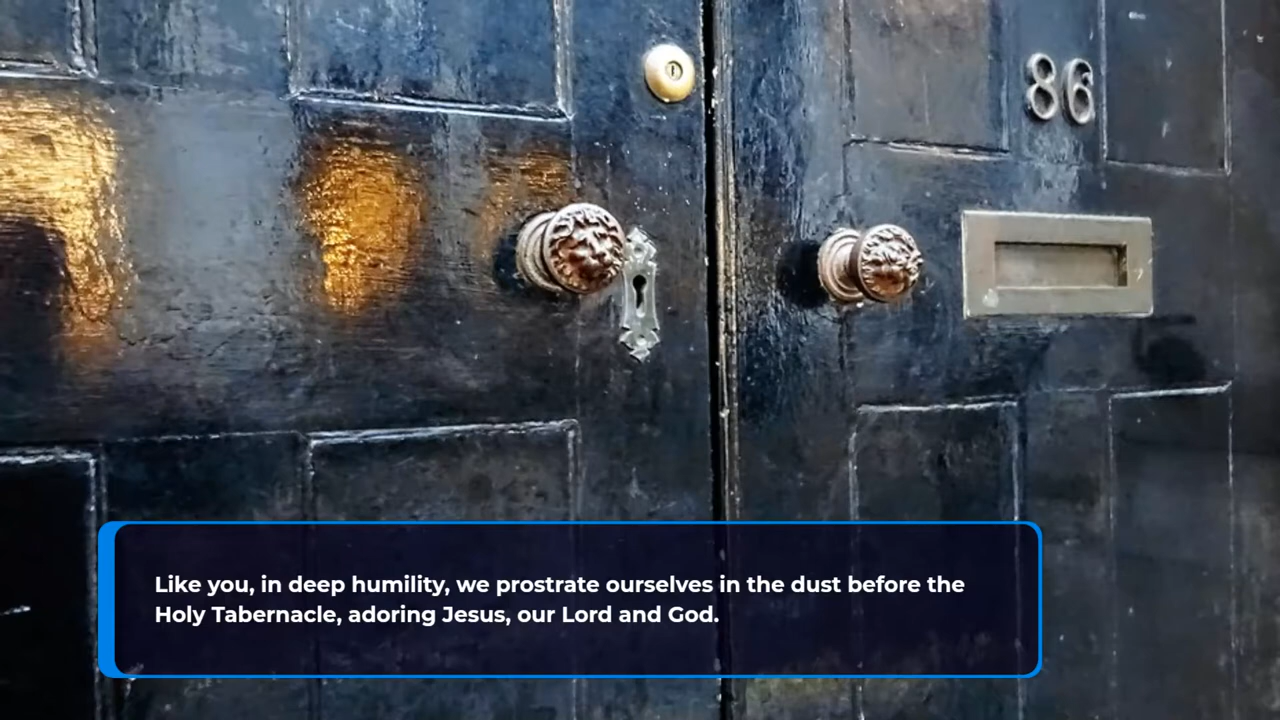 86
Like you, in deep humility, we prostrate ourselves in the dust before the
Holy Tabernacle, adoring Jesus, our Lord and God.